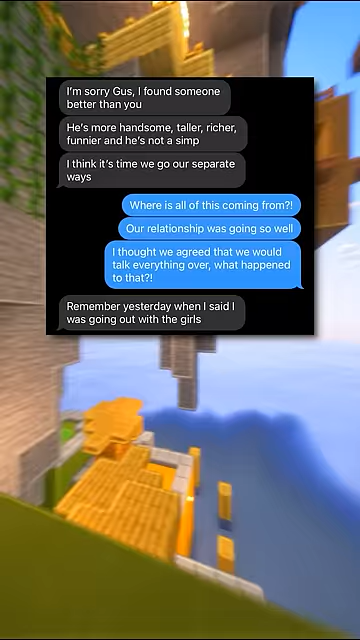 I'm sorry Gus, I found someone
better than you
He's more handsome, taller, richer,
funnier and he's not a simp
I think it's time we go our separate
ways
Where is all of this coming from?!
Our relationship was going so well
I thought we agreed that we would
talk everything over, what happened
to that?!
Remember yesterday when I said I
was going out with the girls